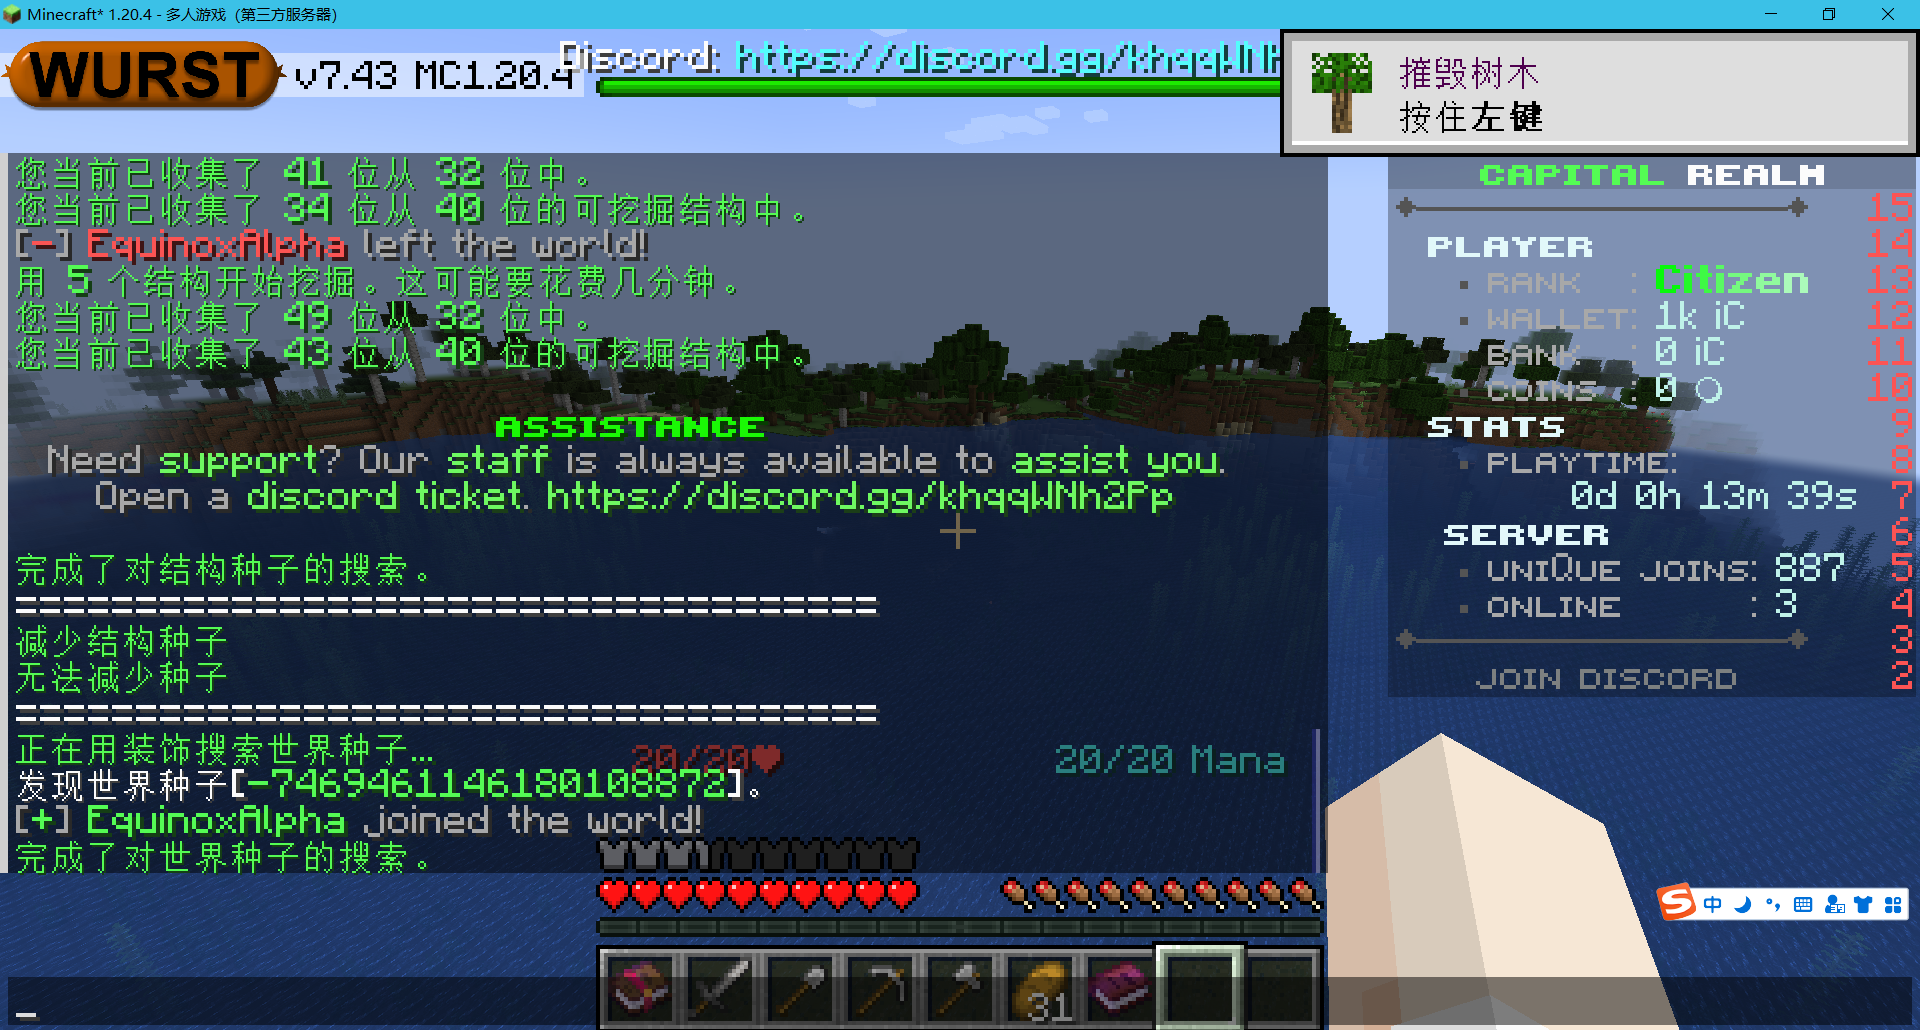 Minecraft* 1.20.4 - 多人游戏 (第三方服务器)
WURST v7.43 MC1.20.4
Discord: https://discord.gg/khqqWNh
摧毁树木
按住左键
您当前已收集了 41 位从 32 位中。
您当前已收集了 34 位从 40 位的可挖掘结构中。
[-] EquinoxAlpha left the world!
用 5 个结构开始挖掘。这可能要花费几分钟。
您当前已收集了 49 位从 32 位中。
您当前已收集了 43 位从 40 位的可挖掘结构中。
ASSISTANCE
Need support? Our staff is always available to assist you.
Open a discord ticket. https://discord.gg/khqqWNh2Pp
完成了对结构种子的搜索。
====================================
减少结构种子
无法减少种子
====================================
正在用装饰搜索世界种子...
发现世界种子[-7469461146180108872]。
[+] EquinoxAlpha joined the world!
完成了对世界种子的搜索。
20/20
20/20 Mana
CAPITAL REALM
15
14
PLAYER
13
RANK : Citizen
12
WALLET: 1k iC
11
BANK : 0 iC
10
COINS : 0
9
STATS
8
PLAYTIME:
7
0d 0h 13m 39s
6
SERVER
5
UNIQUE JOINS: 887
4
ONLINE : 3
3
2
JOIN DISCORD
31
S 中
_